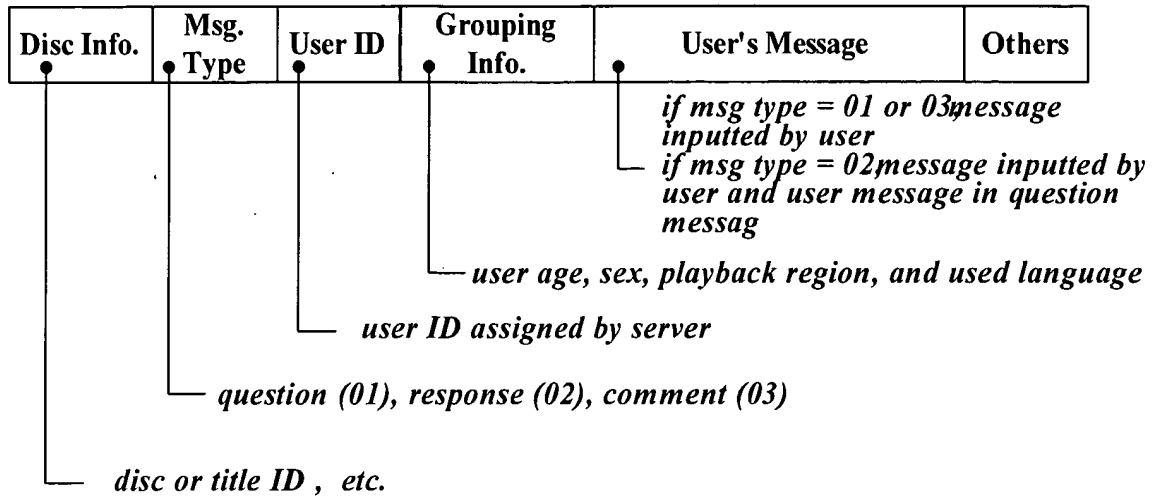 Disc Info.
Msg. Type
User ID
Grouping Info.
User's Message
Others
if msg type = 01 or 03, message
inputted by user
if msg type = 02, message inputted by
user and user message in question
messag
user age, sex, playback region, and used language
user ID assigned by server
question (01), response (02), comment (03)
disc or title ID , etc.